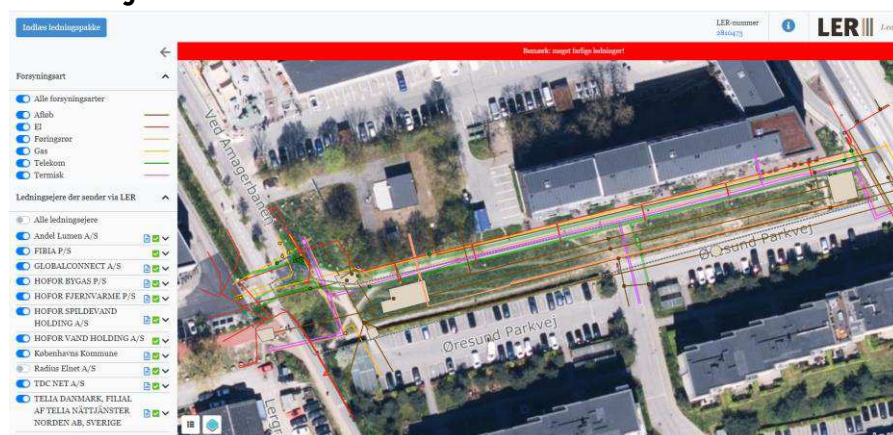 Indlæs ledningspakke
LER-nummer
2810473
LER
Bemærk: meget farlige ledninger!
Forsyningsart
Alle forsyningsarter
Afløb
El
Føringsrør
Gas
Telekom
Termisk
Ledningsejere der sender via LER
Alle ledningsejere
Andel Lumen A/S
FIBIA P/S
GLOBALCONNECT A/S
HOFOR BYGAS P/S
HOFOR FJERNVARME P/S
HOFOR SPILDEVAND
HOLDING A/S
HOFOR VAND HOLDING A/S
Københavns Kommune
Radius Elnet A/S
TDC NET A/S
TELIA DANMARK, FILIAL
AF TELIA NÄTTJÄNSTER
NORDEN AB, SVERIGE
Ved Amagerbanen
Øresund Parkvej
Øresund Parkvej